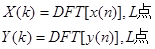 X(k) = DFT[x(n)], L点
Y(k) = DFT[y(n)], L点